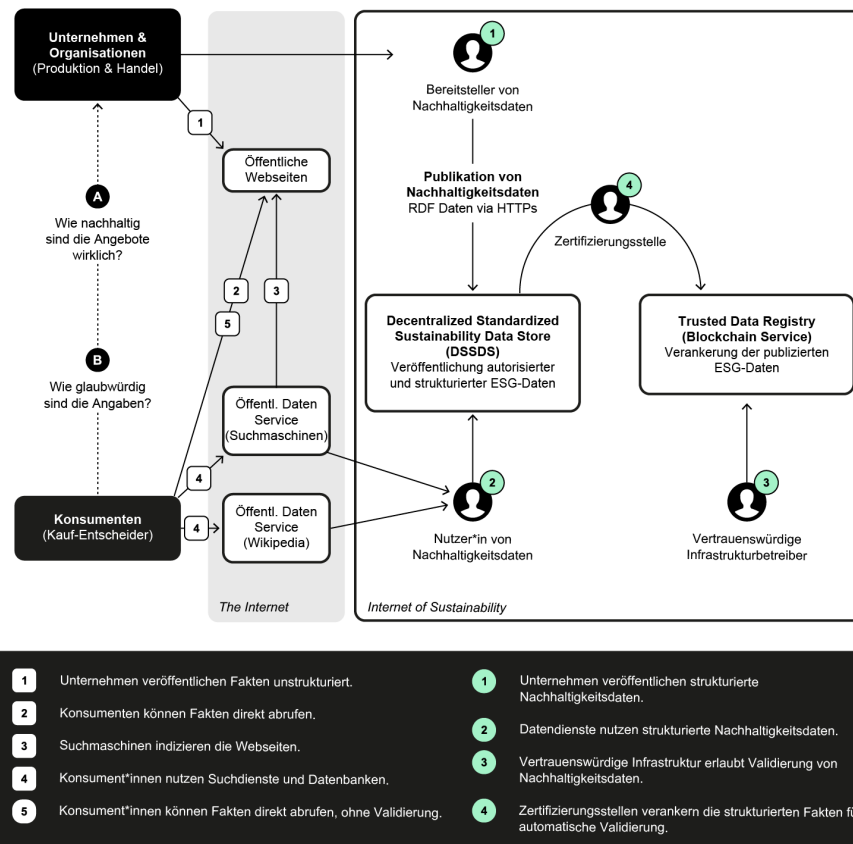 Unternehmen &
Organisationen
(Produktion & Handel)
1
1
Bereitsteller von
Nachhaltigkeitsdaten
Öffentliche
Webseiten
Publikation von
Nachhaltigkeitsdaten
RDF Daten via HTTPs
4
Zertifizierungsstelle
A
Wie nachhaltig
sind die Angebote
wirklich?
2
3
5
B
Wie glaubwürdig
sind die Angaben?
Decentralized Standardized
Sustainability Data Store
(DSSDS)
Veröffentlichung autorisierter
und strukturierter ESG-Daten
Trusted Data Registry
(Blockchain Service)
Verankerung der publizierten
ESG-Daten
Öffentl. Daten
Service
(Suchmaschinen)
4
4
Konsumenten
(Kauf-Entscheider)
Öffentl. Daten
Service
(Wikipedia)
2
Nutzer*in von
Nachhaltigkeitsdaten
3
Vertrauenswürdige
Infrastrukturbetreiber
The Internet
Internet of Sustainability
1 Unternehmen veröffentlichen Fakten unstrukturiert.
2 Konsumenten können Fakten direkt abrufen.
3 Suchmaschinen indizieren die Webseiten.
4 Konsument*innen nutzen Suchdienste und Datenbanken.
5 Konsument*innen können Fakten direkt abrufen, ohne Validierung.
1 Unternehmen veröffentlichen strukturierte
Nachhaltigkeitsdaten.
2 Datendienste nutzen strukturierte Nachhaltigkeitsdaten.
3 Vertrauenswürdige Infrastruktur erlaubt Validierung von
Nachhaltigkeitsdaten.
4 Zertifizierungsstellen verankern die strukturierten Fakten
automatische Validierung.